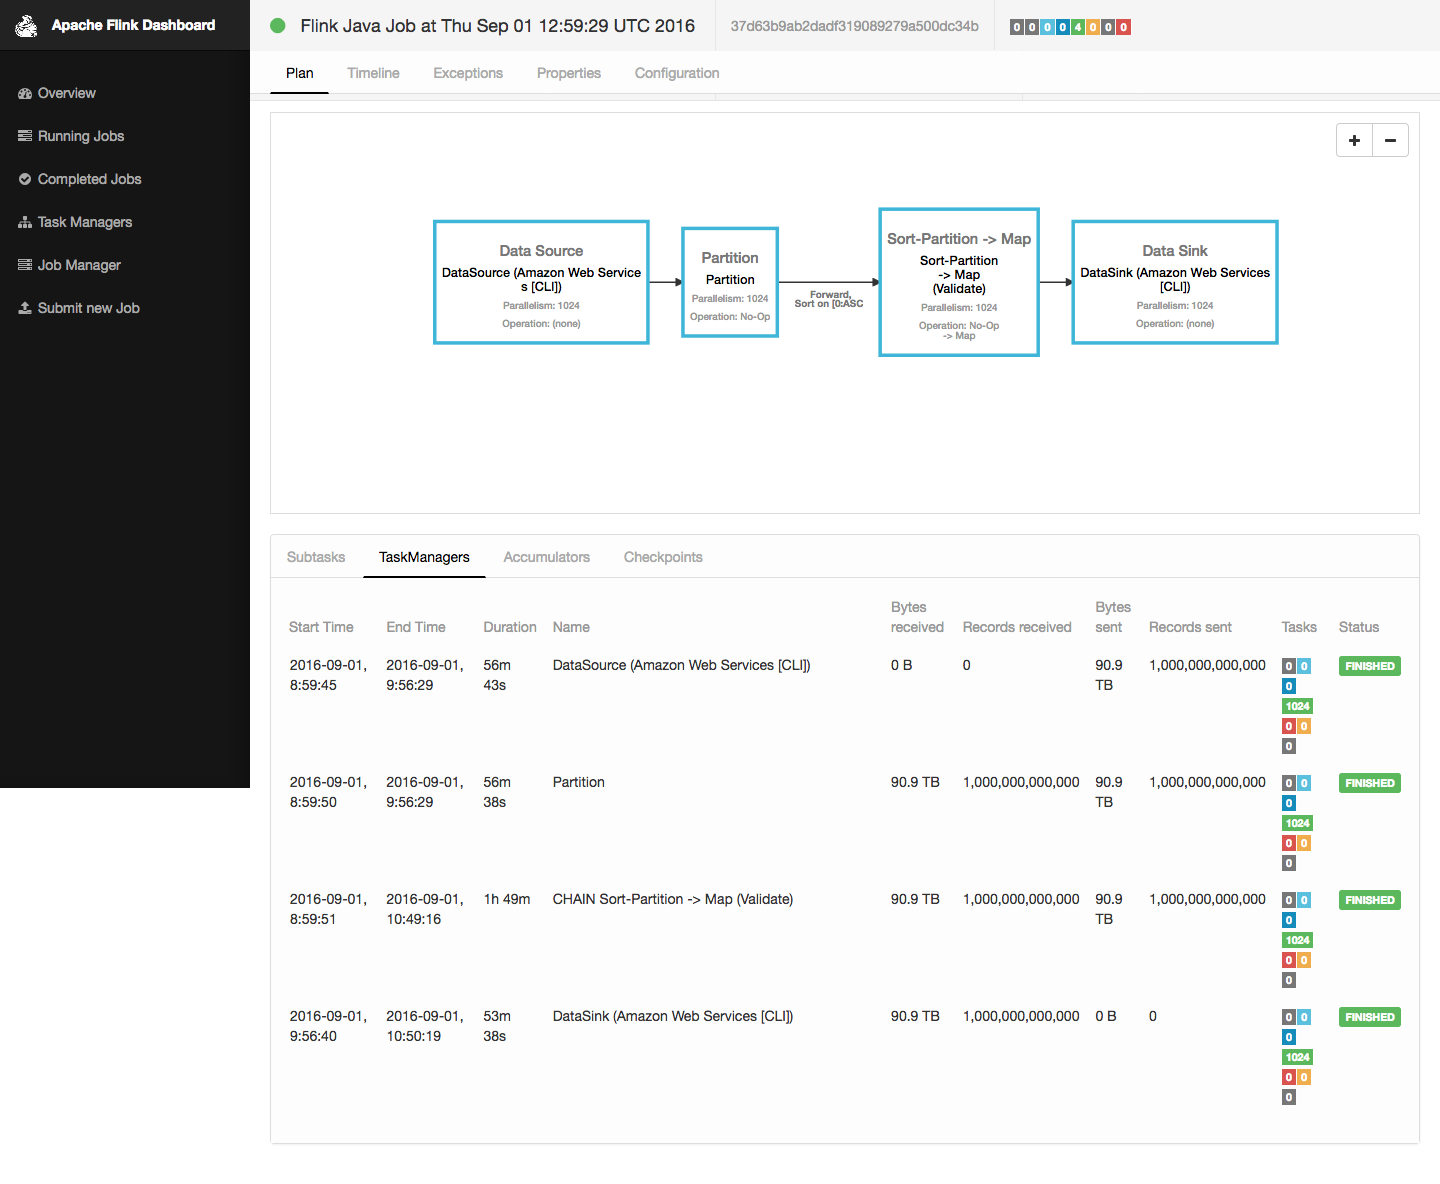 Apache Flink Dashboard
Overview
Running Jobs
Completed Jobs
Task Managers
Job Manager
Submit new Job
Flink Java Job at Thu Sep 01 12:59:29 UTC 2016
37d63b9ab2dadf319089279a500dc34b
0 0 0 0 4 0 0 0
Plan Timeline Exceptions Properties Configuration
+ −
Data Source
DataSource (Amazon Web Service
s [CLI])
Parallelism: 1024
Operation: (none)
Partition
Partition
Parallelism: 1024
Operation: No-Op
Forward,
Sort on [0:ASC
Sort-Partition -> Map
Sort-Partition
-> Map
(Validate)
Parallelism: 1024
Operation: No-Op
-> Map
Data Sink
DataSink (Amazon Web Services
[CLI])
Parallelism: 1024
Operation: (none)
Subtasks TaskManagers Accumulators Checkpoints
Bytes Bytes
Start Time End Time Duration Name received Records received sent Records sent Tasks Status
2016-09-01, 2016-09-01, 56m DataSource (Amazon Web Services [CLI]) 0 B 0 90.9 1,000,000,000,000 0 0 FINISHED
8:59:45 9:56:29 43s TB 0
1024
0 0
0
2016-09-01, 2016-09-01, 56m Partition 90.9 TB 1,000,000,000,000 90.9 1,000,000,000,000 0 0 FINISHED
8:59:50 9:56:29 38s TB 0
1024
0 0
0
2016-09-01, 2016-09-01, 1h 49m CHAIN Sort-Partition -> Map (Validate) 90.9 TB 1,000,000,000,000 90.9 1,000,000,000,000 0 0 FINISHED
8:59:51 10:49:16 TB 0
1024
0 0
0
2016-09-01, 2016-09-01, 53m DataSink (Amazon Web Services [CLI]) 90.9 TB 1,000,000,000,000 0 B 0 0 0 FINISHED
9:56:40 10:50:19 38s 0
1024
0 0
0